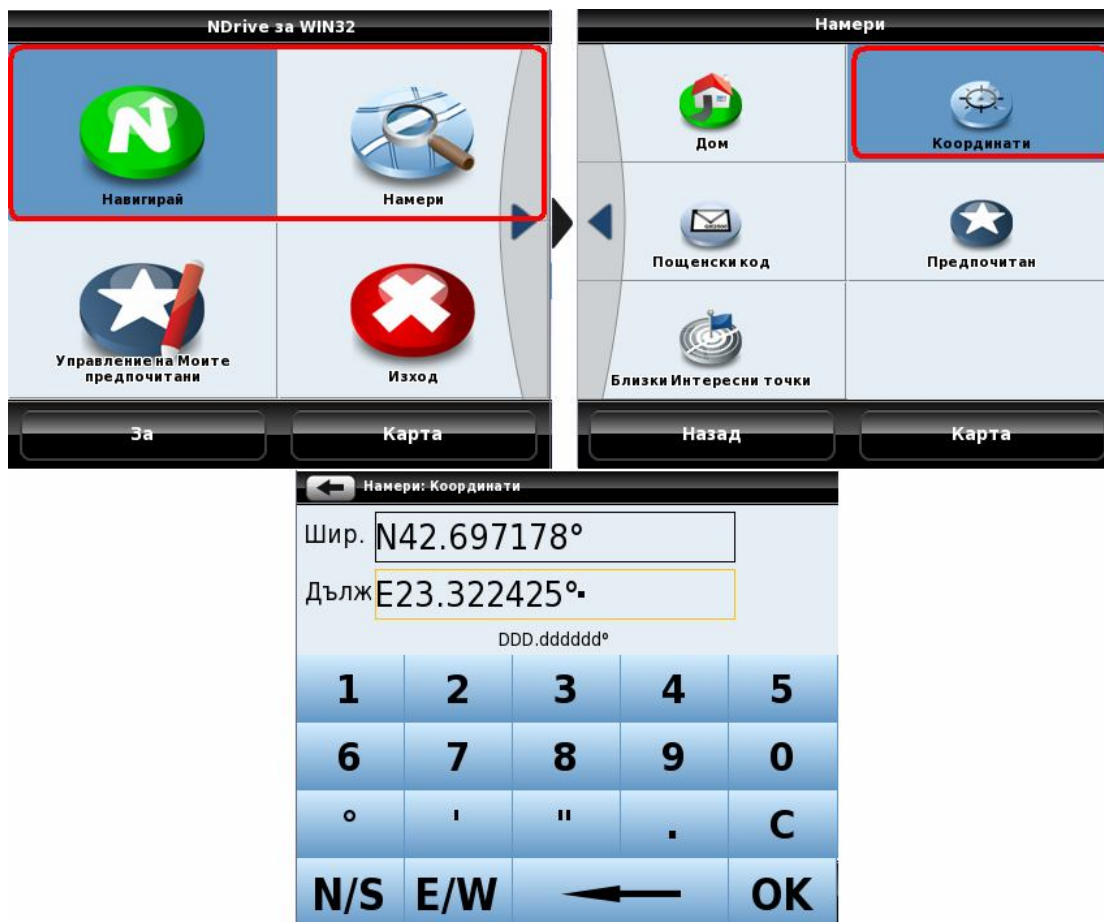 NDrive за WIN32
Навигирай
Намери
Управление на Моите
предпочитани
Изход
За
Карта
Намери
Дом
Координати
Пощенски код
Предпочитан
Близки Интересни точки
Назад
Карта
Намери: Координати
Шир. N42.697178°
Дълж E23.322425°
DDD.dddddd°
1 2 3 4 5
6 7 8 9 0
° ' " . C
N/S E/W OK